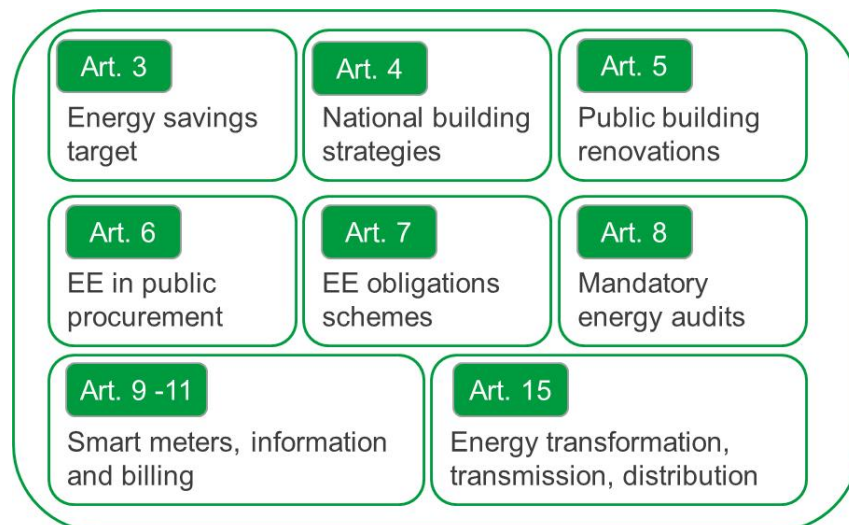 Art. 3
Energy savings
target
Art. 4
National building
strategies
Art. 5
Public building
renovations
Art. 6
EE in public
procurement
Art. 7
EE obligations
schemes
Art. 8
Mandatory
energy audits
Art. 9 -11
Smart meters, information
and billing
Art. 15
Energy transformation,
transmission, distribution